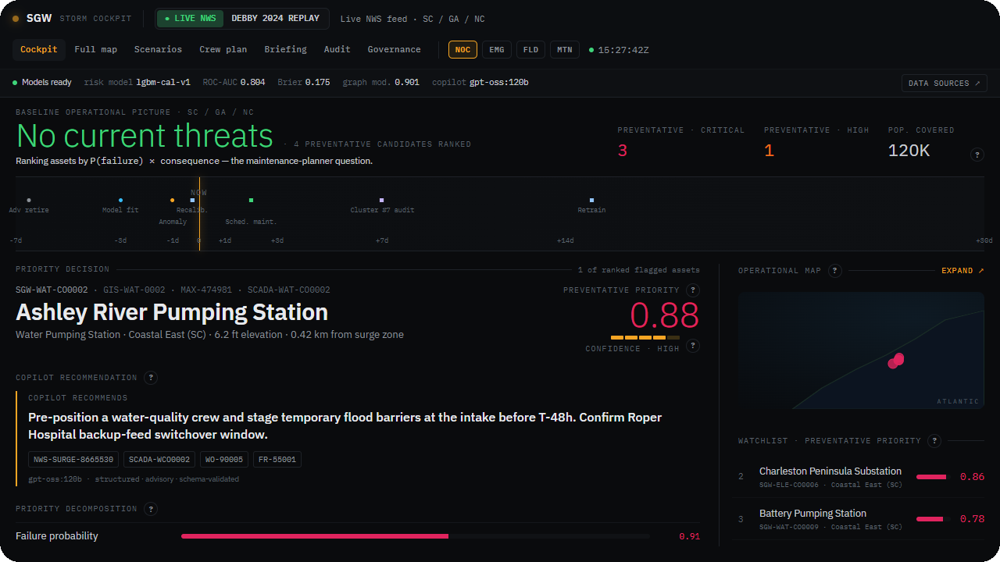 SGW STORM COCKPIT LIVE NWS DEBBY 2024 REPLAY Live NWS feed · SC / GA / NC
Cockpit Full map Scenarios Crew plan Briefing Audit Governance NOC EMG FLD MTN 15:27:42Z
Models ready risk model lgbm-cal-v1 ROC-AUC 0.804 Brier 0.175 graph mod. 0.901 copilot gpt-oss:120b DATA SOURCES ↗
BASELINE OPERATIONAL PICTURE · SC / GA / NC
No current threats · 4 PREVENTATIVE CANDIDATES RANKED
Ranking assets by P(failure) × consequence — the maintenance-planner question.
PREVENTATIVE · CRITICAL PREVENTATIVE · HIGH POP. COVERED
3 1 120K ?
NOW
Adv retire Model fit Recalib. Cluster #7 audit Retrain
Anomaly Sched. maint.
-7d -3d -1d 0 +1d +3d +7d +14d +30d
PRIORITY DECISION 1 of ranked flagged assets
SGW-WAT-CO0002 · GIS-WAT-0002 · MAX-474981 · SCADA-WAT-CO0002
Ashley River Pumping Station
Water Pumping Station · Coastal East (SC) · 6.2 ft elevation · 0.42 km from surge zone
PREVENTATIVE PRIORITY ?
0.88
CONFIDENCE · HIGH ?
COPILOT RECOMMENDATION ?
COPILOT RECOMMENDS
Pre-position a water-quality crew and stage temporary flood barriers at the intake before T-48h. Confirm Roper
Hospital backup-feed switchover window.
NWS-SURGE-8665530 SCADA-WCO0002 WO-90005 FR-55001
gpt-oss:120b · structured · advisory · schema-validated
PRIORITY DECOMPOSITION ?
Failure probability 0.91
OPERATIONAL MAP ? EXPAND ↗
ATLANTIC
WATCHLIST · PREVENTATIVE PRIORITY ?
2 Charleston Peninsula Substation 0.86
SGW-ELE-CO0006 · Coastal East (SC)
3 Battery Pumping Station 0.78
SGW-WAT-CO0009 · Coastal East (SC)